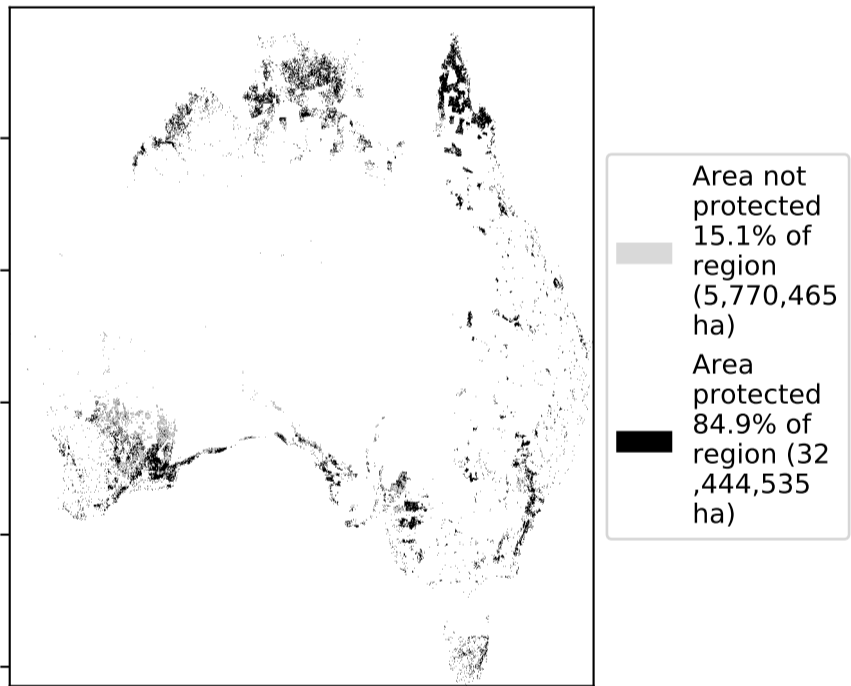 Area not
protected
15.1% of
region
(5,770,465
ha)
Area
protected
84.9% of
region (32
,444,535
ha)